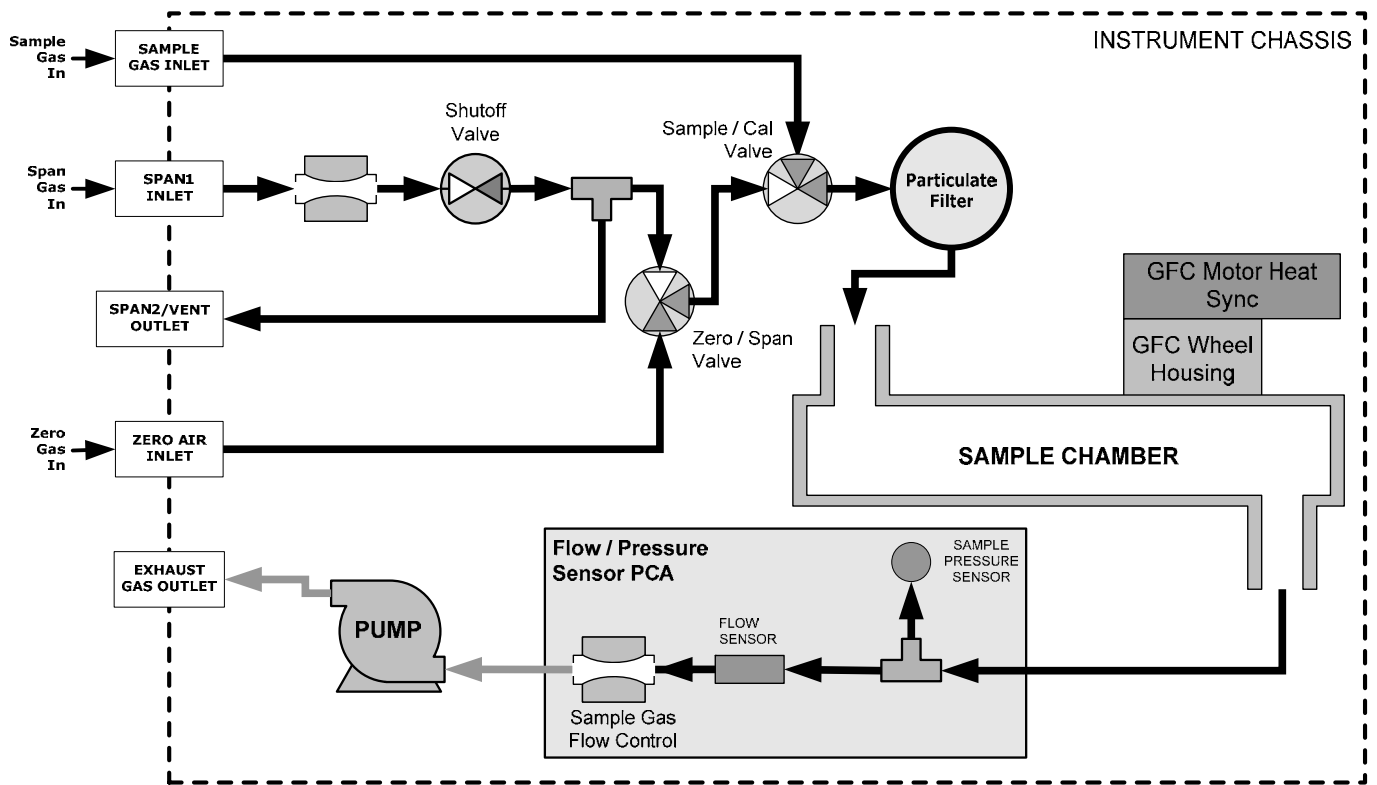 Sample
Gas
In
SAMPLE
GAS INLET
INSTRUMENT CHASSIS
Shutoff
Valve
Sample / Cal
Valve
Span
Gas
In
SPAN1
INLET
Particulate
Filter
GFC Motor Heat
Sync
SPAN2/VENT
OUTLET
Zero / Span
Valve
GFC Wheel
Housing
Zero
Gas
In
ZERO AIR
INLET
SAMPLE CHAMBER
Flow / Pressure
Sensor PCA
SAMPLE
PRESSURE
SENSOR
EXHAUST
GAS OUTLET
PUMP
FLOW
SENSOR
Sample Gas
Flow Control